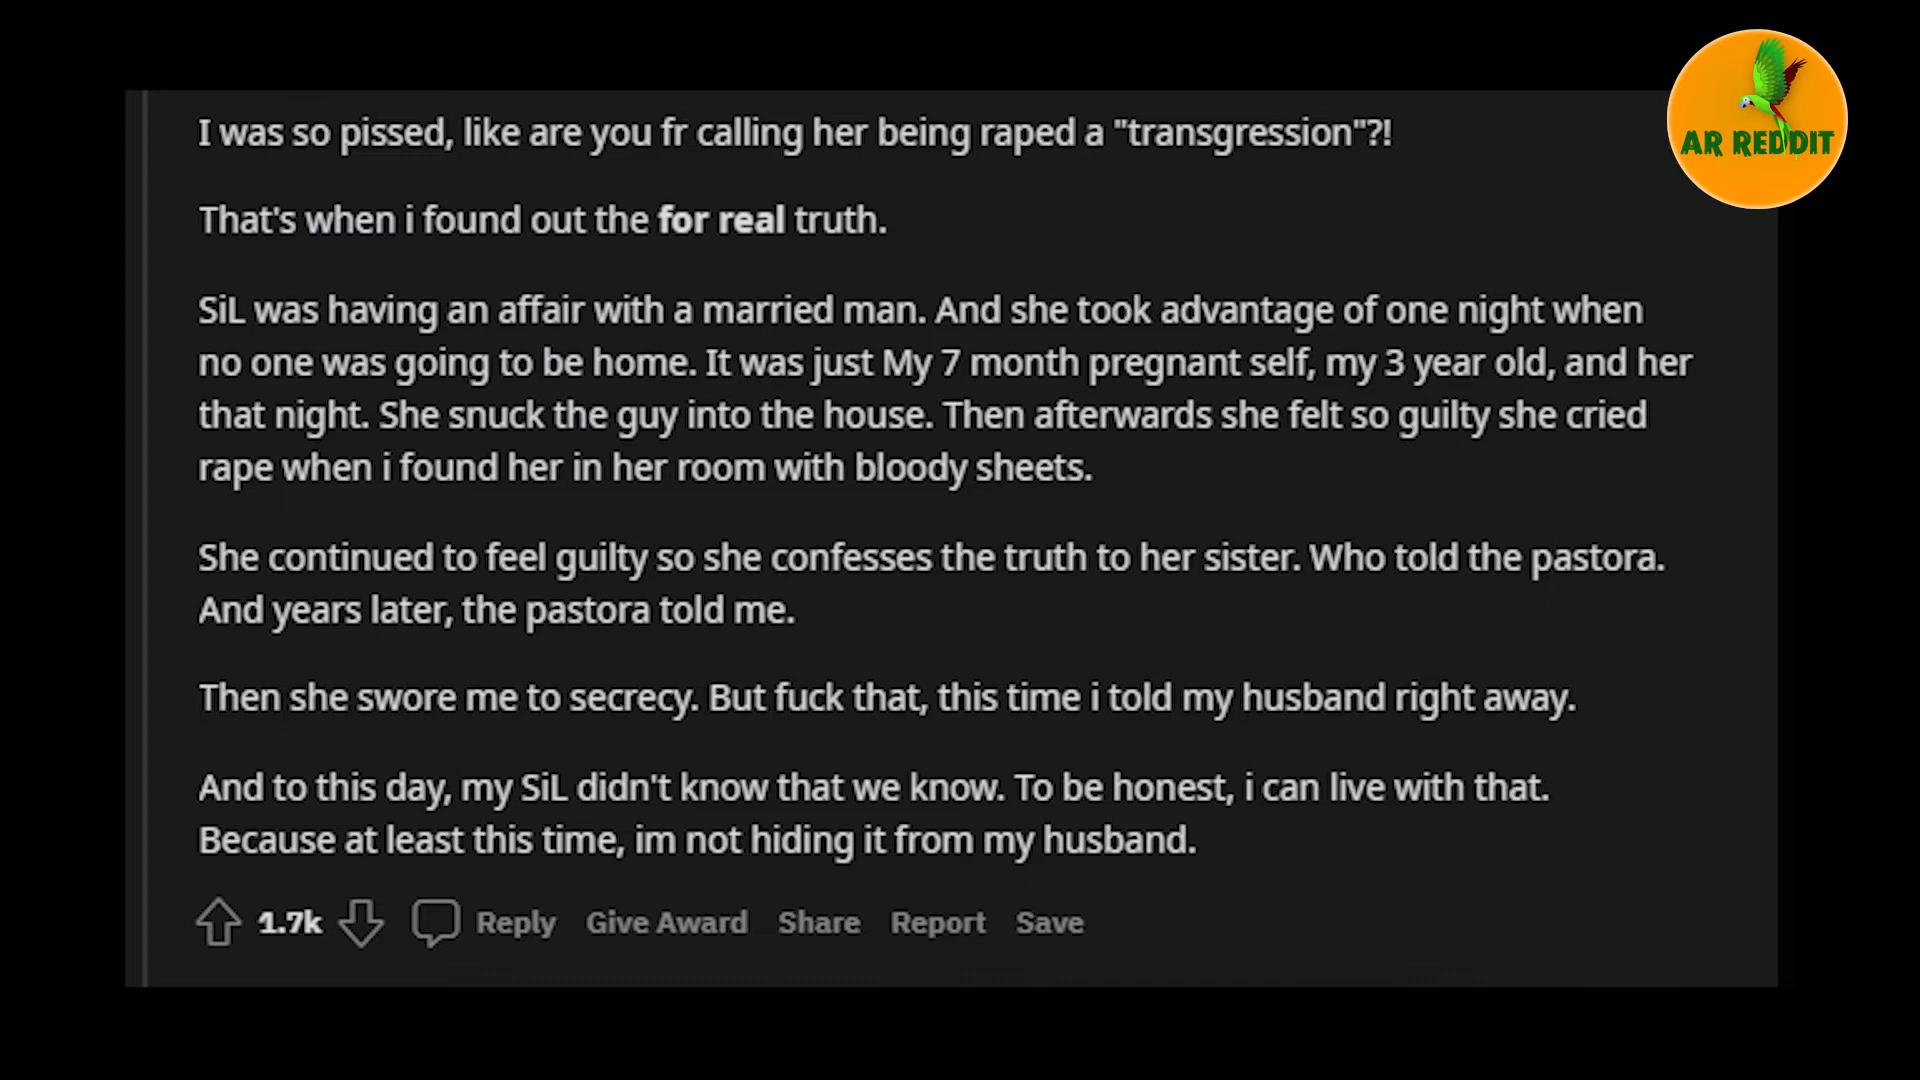 AR REDDIT
I was so pissed, like are you fr calling her being raped a "transgression"?!
That's when i found out the for real truth.
SiL was having an affair with a married man. And she took advantage of one night when
no one was going to be home. It was just My 7 month pregnant self, my 3 year old, and her
that night. She snuck the guy into the house. Then afterwards she felt so guilty she cried
rape when i found her in her room with bloody sheets.
She continued to feel guilty so she confesses the truth to her sister. Who told the pastora.
And years later, the pastora told me.
Then she swore me to secrecy. But fuck that, this time i told my husband right away.
And to this day, my SiL didn't know that we know. To be honest, i can live with that.
Because at least this time, im not hiding it from my husband.
1.7k Reply Give Award Share Report Save